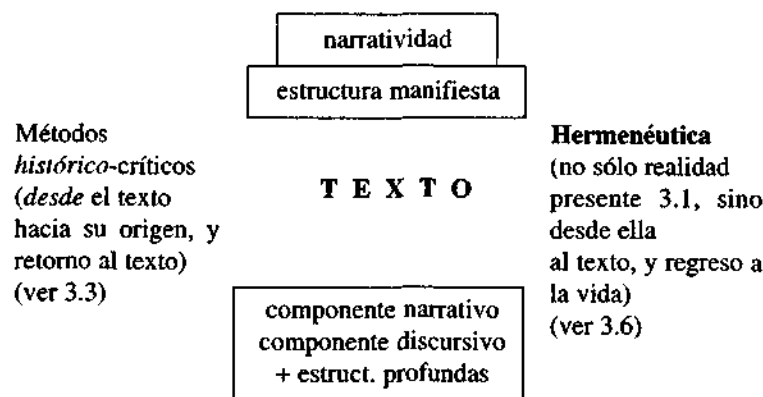 narratividad
estructura manifiesta
Métodos
histórico-críticos
(desde el texto
hacia su origen, y
retorno al texto)
(ver 3.3)
T E X T O
Hermenéutica
(no sólo realidad
presente 3.1, sino
desde ella
al texto, y regreso a
la vida)
(ver 3.6)
componente narrativo
componente discursivo
+ estruct. profundas